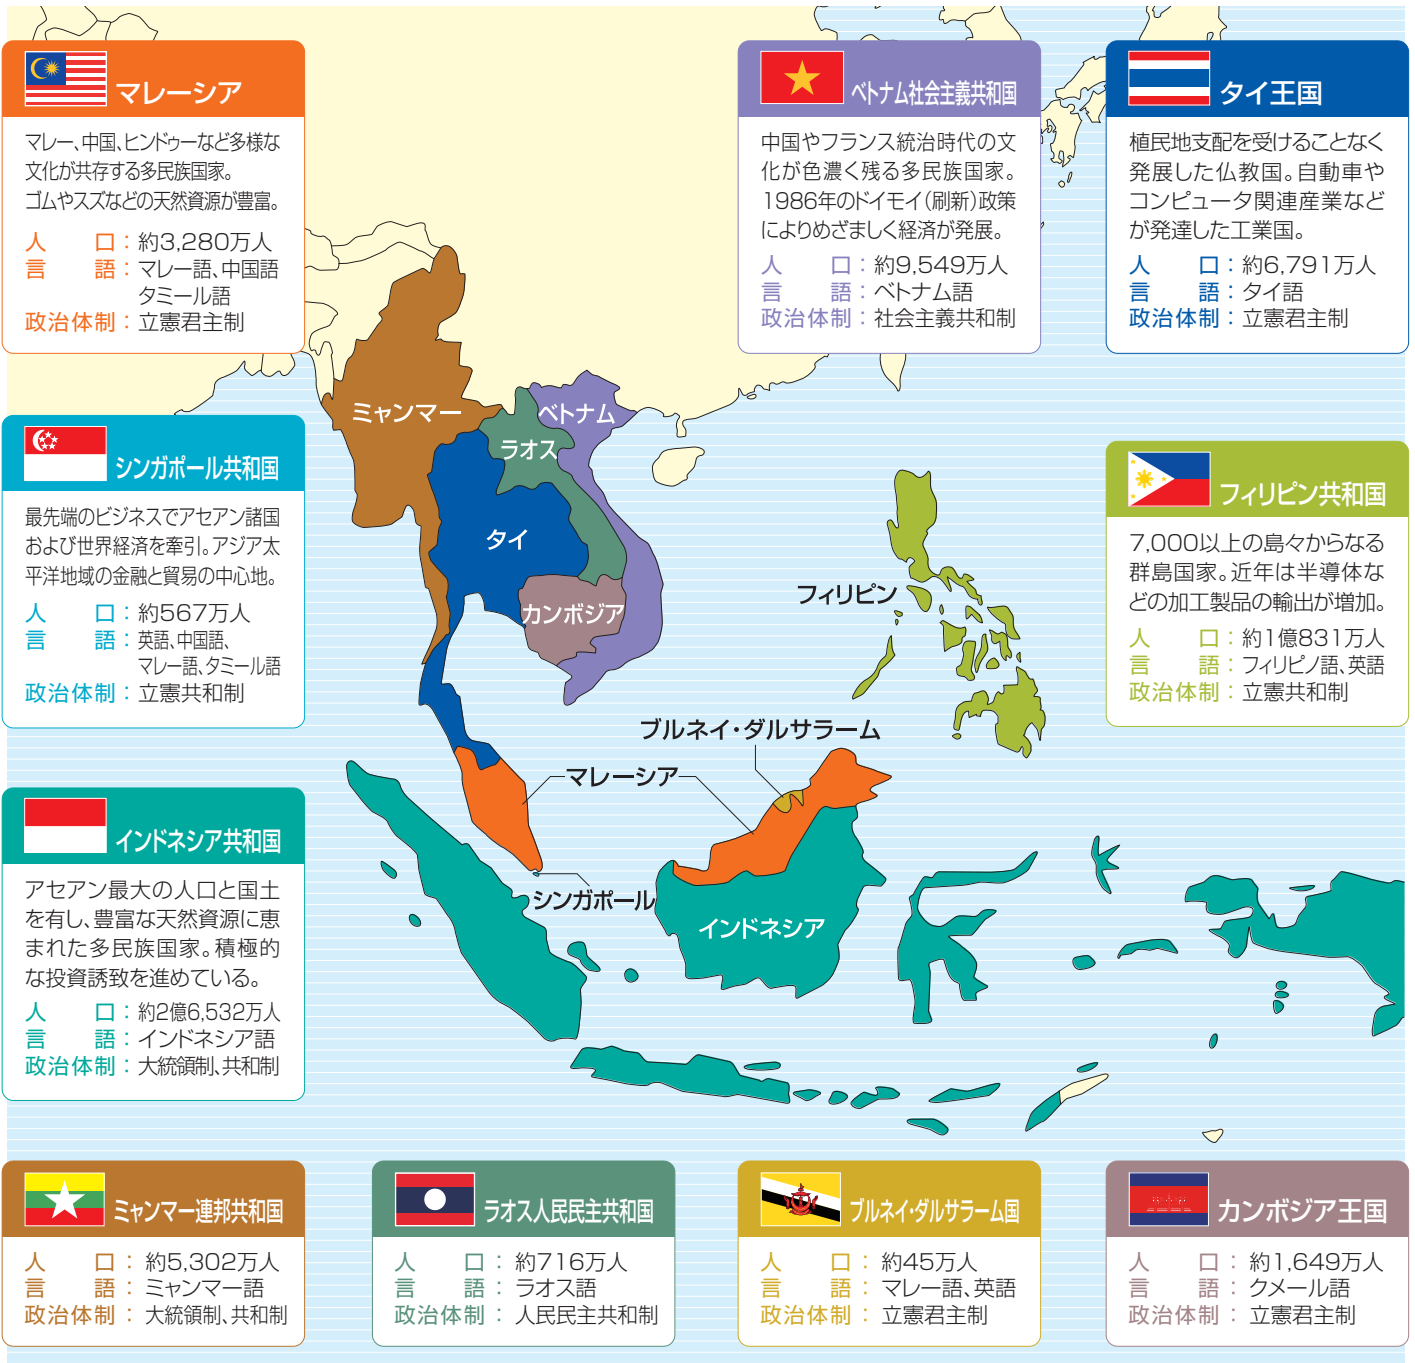 マレーシア
マレー、中国、ヒンドゥーなど多様な
文化が共存する多民族国家。
ゴムやスズなどの天然資源が豊富。
人　　口：約3,280万人
言　　語：マレー語、中国語
タミール語
政治体制：立憲君主制
ベトナム社会主義共和国
中国やフランス統治時代の文
化が色濃く残る多民族国家。
1986年のドイモイ（刷新）政策
によりめざましく経済が発展。
人　　口：約9,549万人
言　　語：ベトナム語
政治体制：社会主義共和制
タイ王国
植民地支配を受けることなく
発展した仏教国。自動車や
コンピュータ関連産業など
が発達した工業国。
人　　口：約6,791万人
言　　語：タイ語
政治体制：立憲君主制
シンガポール共和国
最先端のビジネスでアセアン諸国
および世界経済を牽引。アジア太
平洋地域の金融と貿易の中心地。
人　　口：約567万人
言　　語：英語、中国語、
マレー語、タミール語
政治体制：立憲共和制
ミャンマー
ラオス
ベトナム
タイ
カンボジア
フィリピン
ブルネイ・ダルサラーム
マレーシア
シンガポール
インドネシア
フィリピン共和国
7,000以上の島々からなる
群島国家。近年は半導体な
どの加工製品の輸出が増加。
人　　口：約1億831万人
言　　語：フィリピノ語、英語
政治体制：立憲共和制
インドネシア共和国
アセアン最大の人口と国土
を有し、豊富な天然資源に恵
まれた多民族国家。積極的
な投資誘致を進めている。
人　　口：約2億6,532万人
言　　語：インドネシア語
政治体制：大統領制、共和制
ミャンマー連邦共和国
人　　口：約5,302万人
言　　語：ミャンマー語
政治体制：大統領制、共和制
ラオス人民民主共和国
人　　口：約716万人
言　　語：ラオス語
政治体制：人民民主共和制
ブルネイ・ダルサラーム国
人　　口：約45万人
言　　語：マレー語、英語
政治体制：立憲君主制
カンボジア王国
人　　口：約1,649万人
言　　語：クメール語
政治体制：立憲君主制